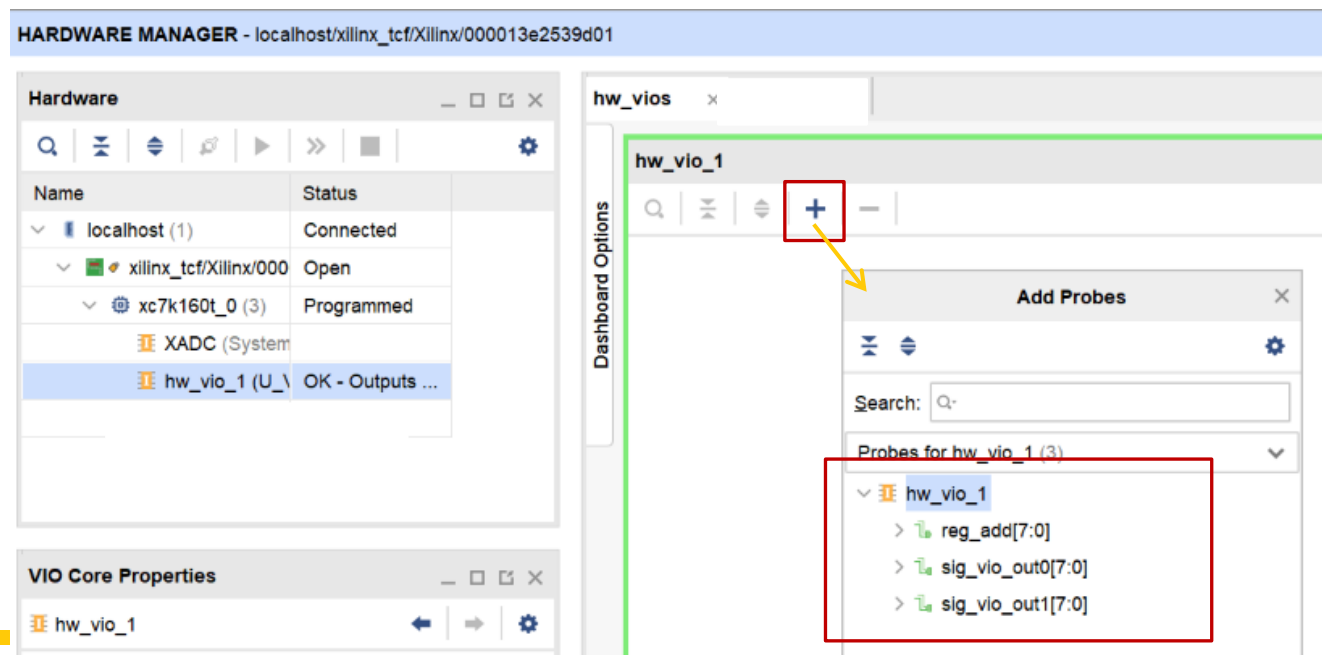 HARDWARE MANAGER - localhost/xilinx_tcf/Xilinx/000013e2539d01
Hardware
Name Status
localhost (1) Connected
xilinx_tcf/Xilinx/000 Open
xc7k160t_0 (3) Programmed
XADC (System
hw_vio_1 (U_\ OK - Outputs ...
VIO Core Properties
hw_vio_1
hw_vios
Dashboard Options
hw_vio_1
Add Probes
Search:
Probes for hw_vio_1 (3)
hw_vio_1
reg_add[7:0]
sig_vio_out0[7:0]
sig_vio_out1[7:0]